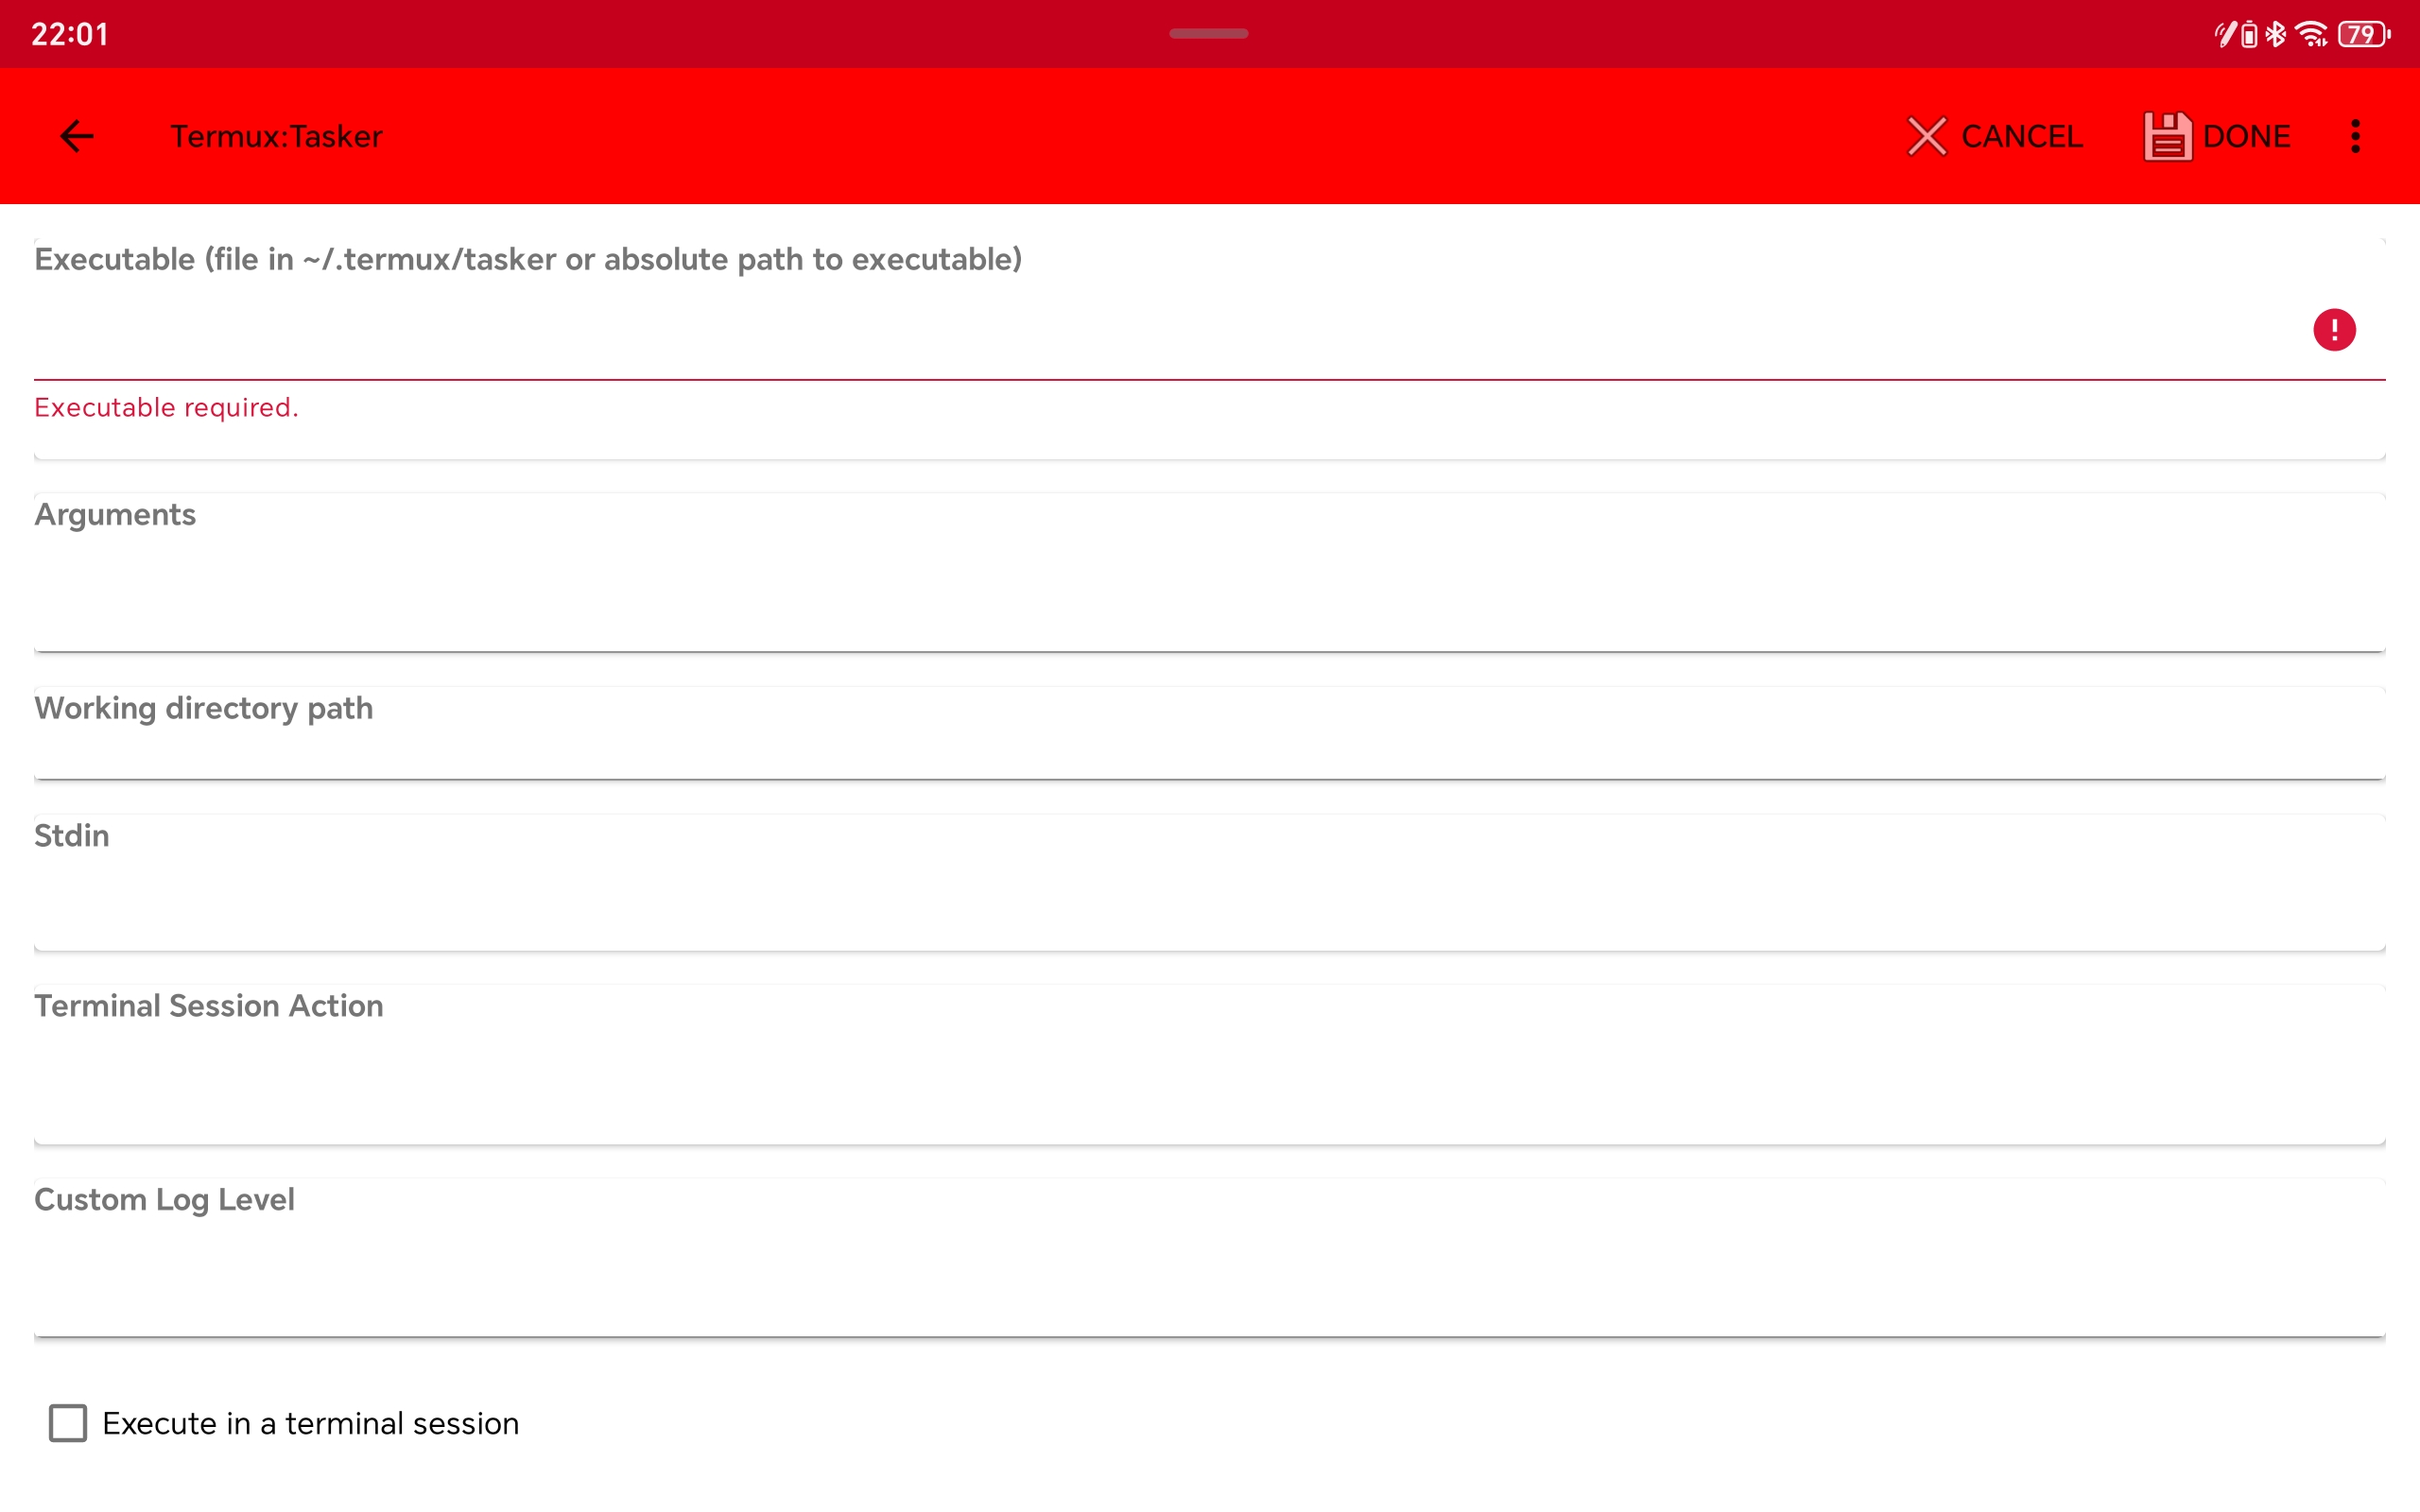 22:01
79
Termux:Tasker
CANCEL
DONE
Executable (file in ~/.termux/tasker or absolute path to executable)
Executable required.
Arguments
Working directory path
Stdin
Terminal Session Action
Custom Log Level
Execute in a terminal session